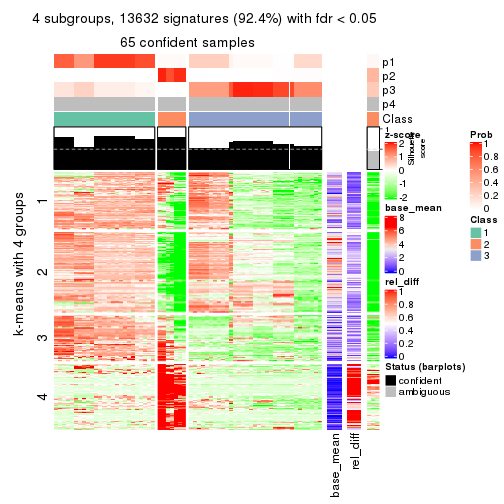 4 subgroups, 13632 signatures (92.4%) with fdr < 0.05
65 confident samples
p1
p2
p3
p4
Class
1
Silhouette
score
z-score
2
1
0
-1
-2
Prob
1
0.8
0.6
0.4
0.2
0
base_mean
8
6
4
2
0
Class
1
2
3
rel_diff
1
0.8
0.6
0.4
0.2
0
Status (barplots)
confident
ambiguous
k-means with 4 groups
1
2
3
4
base_mean
rel_diff